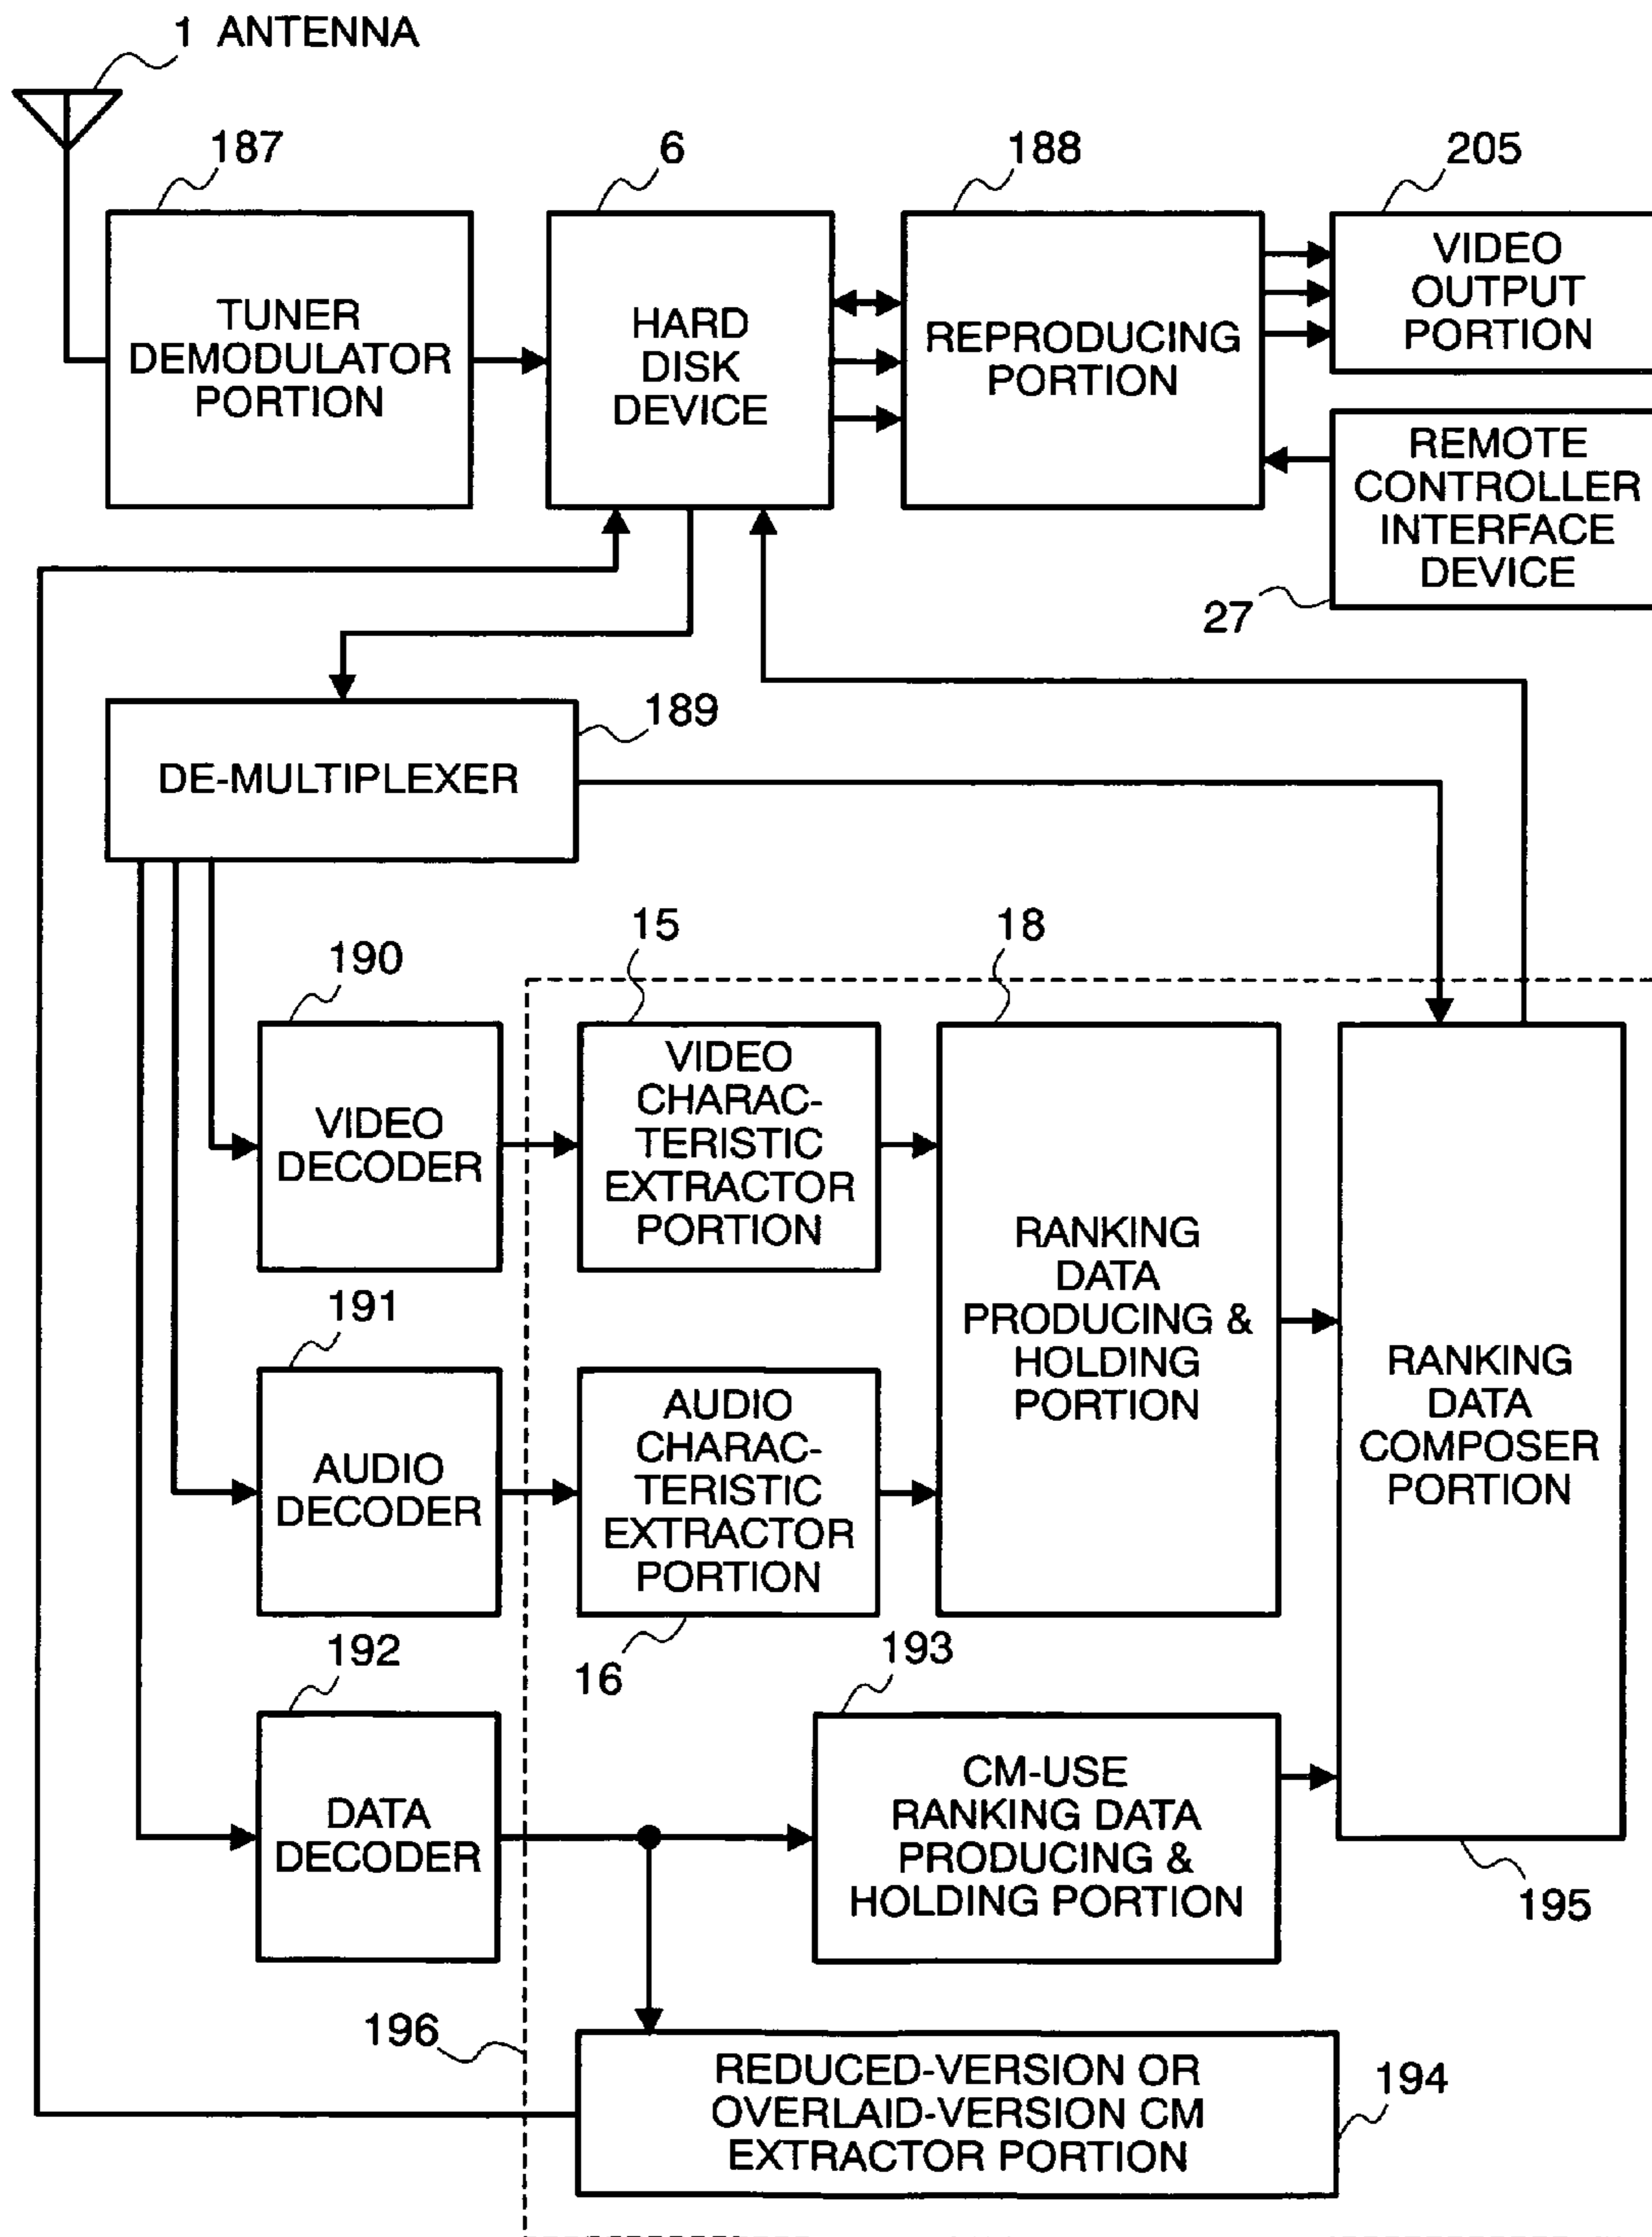 1 ANTENNA
187
6
188
205
TUNER
DEMODULATOR
PORTION
HARD
DISK
DEVICE
REPRODUCING
PORTION
VIDEO
OUTPUT
PORTION
REMOTE
CONTROLLER
INTERFACE
DEVICE
27
189
DE-MULTIPLEXER
190
15
18
VIDEO
DECODER
VIDEO
CHARAC-
TERISTIC
EXTRACTOR
PORTION
RANKING
DATA
PRODUCING &
HOLDING
PORTION
191
AUDIO
DECODER
AUDIO
CHARAC-
TERISTIC
EXTRACTOR
PORTION
16
RANKING
DATA
COMPOSER
PORTION
195
192
193
DATA
DECODER
CM-USE
RANKING DATA
PRODUCING &
HOLDING PORTION
196
REDUCED-VERSION OR
OVERLAID-VERSION CM
EXTRACTOR PORTION
194